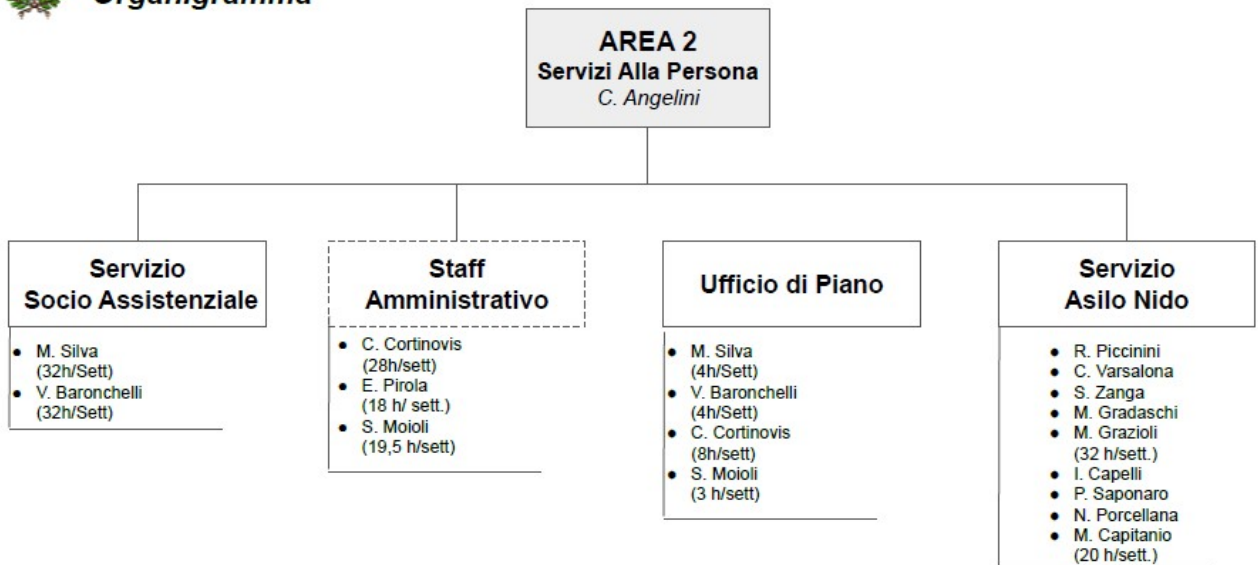 Organigramma
AREA 2
Servizi Alla Persona
C. Angelini
Servizio
Socio Assistenziale
● M. Silva
(32h/Sett)
● V. Baronchelli
(32h/Sett)
Staff
Amministrativo
● C. Cortinovis
(28h/sett)
● E. Pirola
(18 h/ sett.)
● S. Moioli
(19,5 h/sett)
Ufficio di Piano
● M. Silva
(4h/Sett)
● V. Baronchelli
(4h/Sett)
● C. Cortinovis
(8h/sett)
● S. Moioli
(3 h/sett)
Servizio
Asilo Nido
● R. Piccinini
● C. Varsalona
● S. Zanga
● M. Gradaschi
● M. Grazioli
(32 h/sett.)
● I. Capelli
● P. Saponaro
● N. Porcellana
● M. Capitanio
(20 h/sett.)